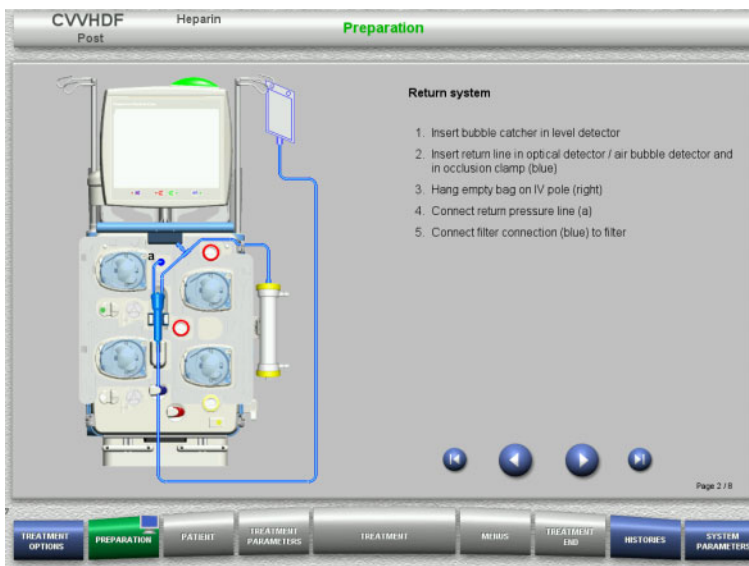 CVVHDF
Post
Heparin
Preparation
Return system
1. Insert bubble catcher in level detector
2. Insert return line in optical detector / air bubble detector and
in occlusion clamp (blue)
3. Hang empty bag on IV pole (right)
4. Connect return pressure line (a)
5. Connect filter connection (blue) to filter
a
Page 2 / 8
TREATMENT
OPTIONS
PREPARATION
PATIENT
TREATMENT
PARAMETERS
TREATMENT
MENUS
TREATMENT
END
HISTORIES
SYSTEM
PARAMETERS